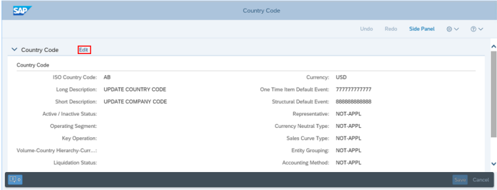 SAP
Country Code
Undo Redo Side Panel
Country Code Edit
Country Code
ISO Country Code: AB
Currency: USD
Long Description: UPDATE COUNTRY CODE
One Time Item Default Event: 777777777777
Short Description: UPDATE COMPANY CODE
Structural Default Event: 888888888888
Active / Inactive Status:
Representative: NOT-APPL
Operating Segment:
Currency Neutral Type: NOT-APPL
Key Operation:
Sales Curve Type: NOT-APPL
Volume-Country Hierarchy-Curr...:
Entity Grouping: NOT-APPL
Liquidation Status:
Accounting Method: NOT-APPL
Save Cancel